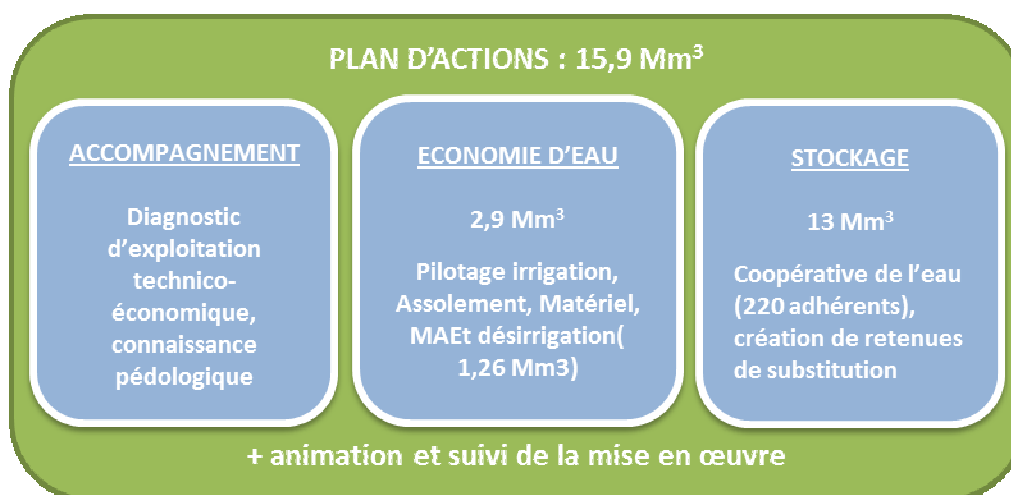 PLAN D’ACTIONS : 15,9 Mm³
ACCOMPAGNEMENT
Diagnostic
d’exploitation
technico-
économique,
connaissance
pédologique
ECONOMIE D’EAU
2,9 Mm³
Pilotage irrigation,
Assolement, Matériel,
MAEt désirrigation(
1,26 Mm3)
STOCKAGE
13 Mm³
Coopérative de l’eau
(220 adhérents),
création de retenues
de substitution
+ animation et suivi de la mise en œuvre